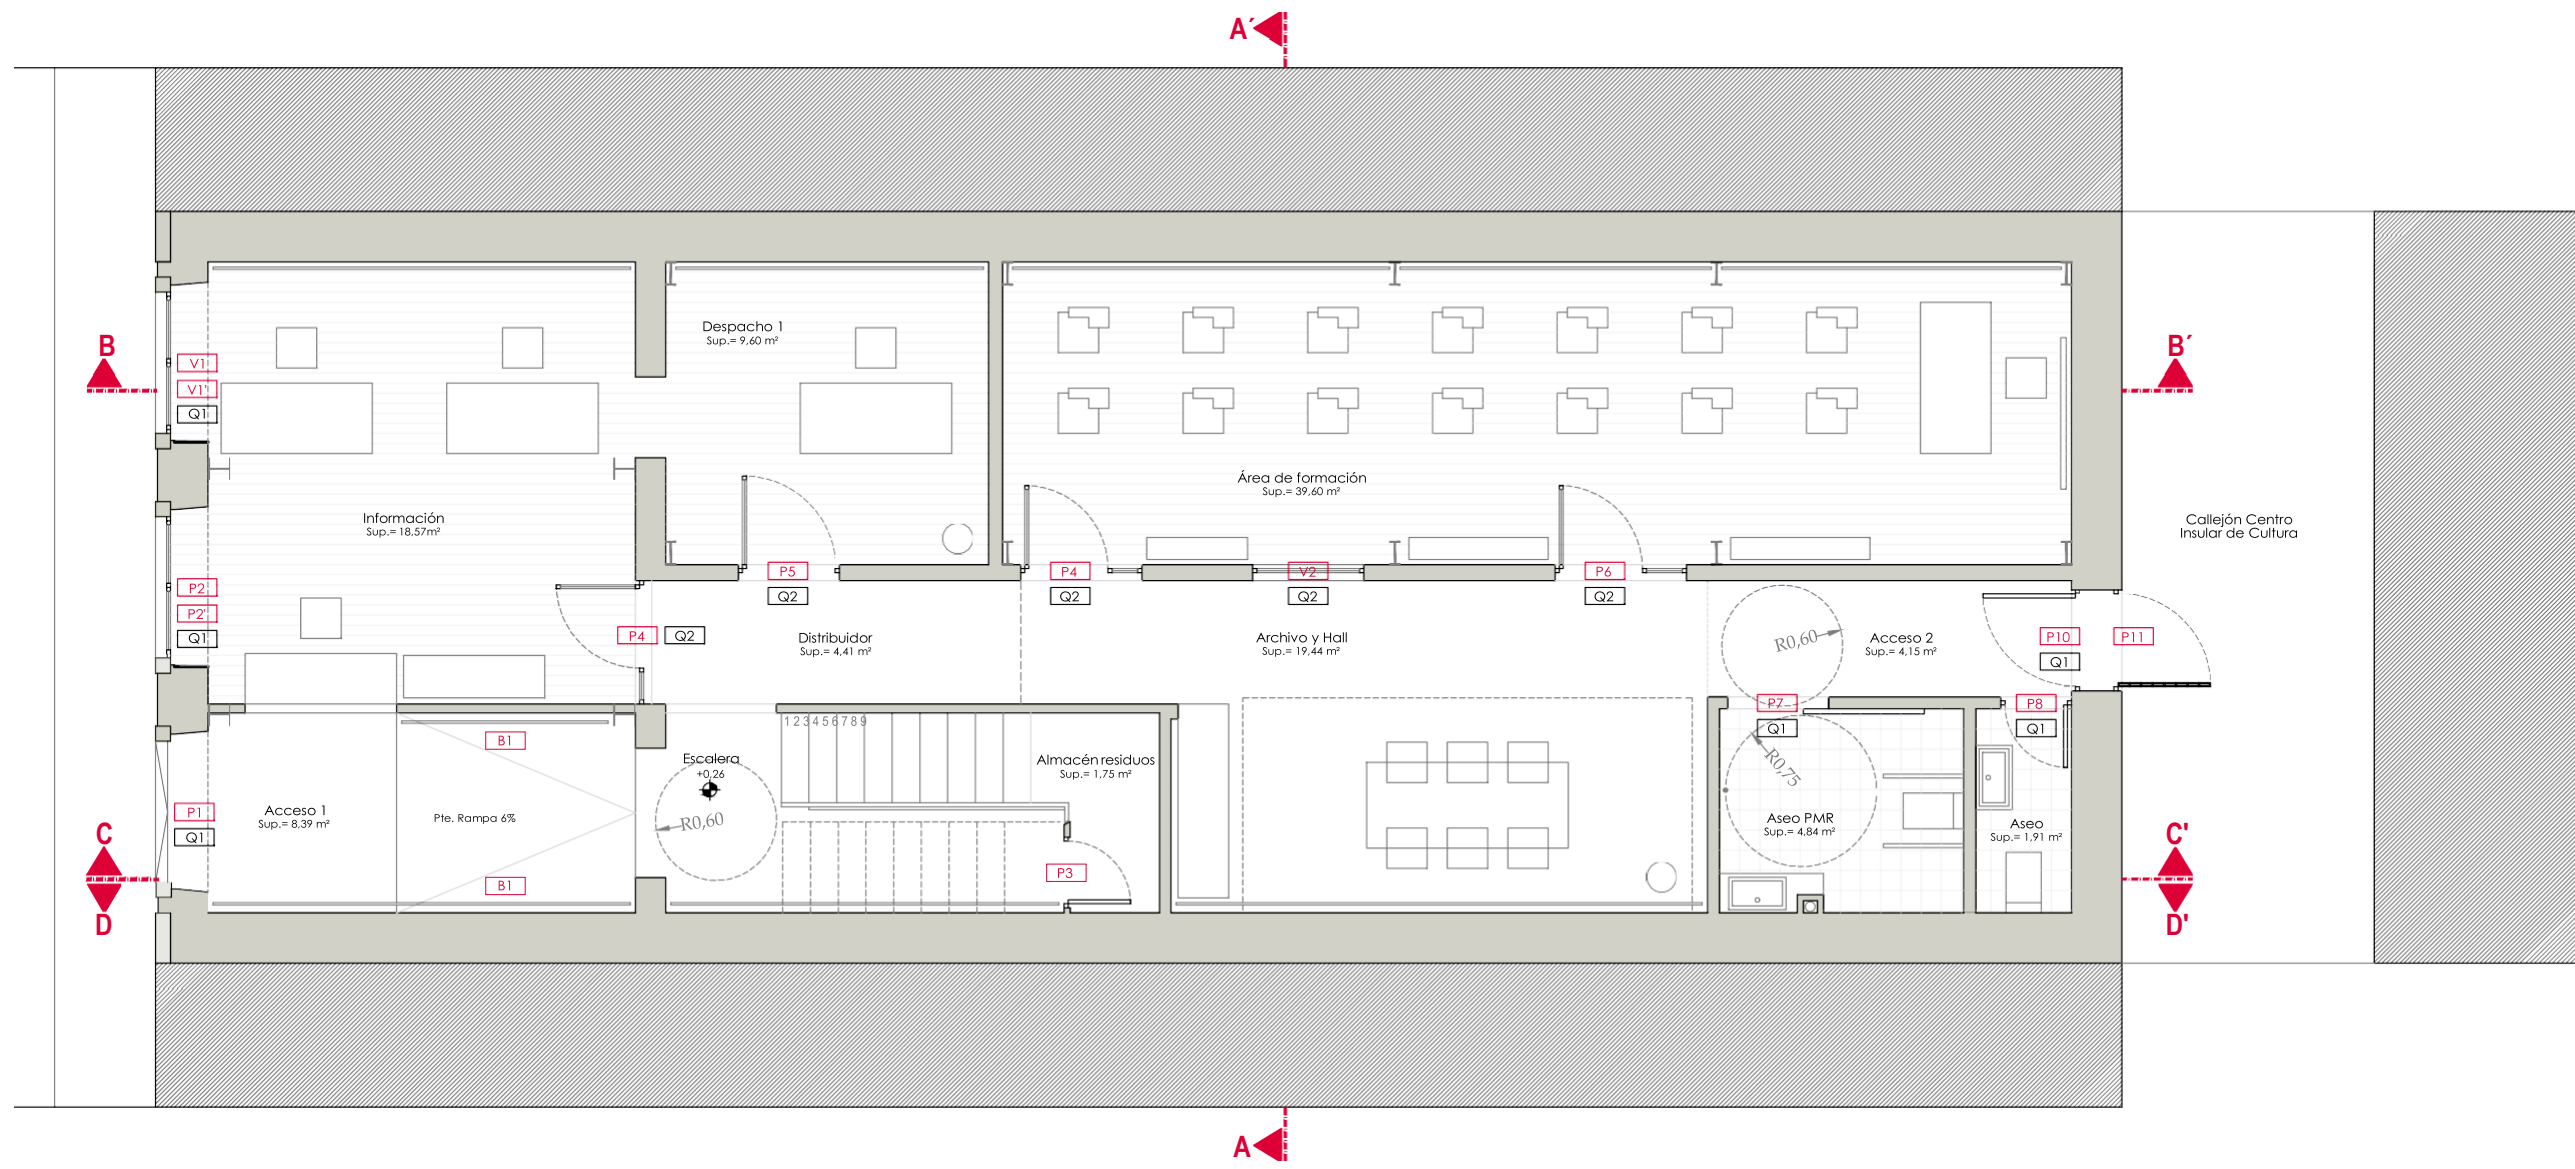 A´
B
B´
V1
V1'
Q1
Despacho 1
Sup.= 9,60 m²
Área de formación
Sup.= 39,60 m²
Información
Sup.= 18,57m²
Callejón Centro
Insular de Cultura
P2
P2'
Q1
P5
Q2
P4
Q2
V2
Q2
P6
Q2
P4
Q2
Distribuidor
Sup.= 4,41 m²
Archivo y Hall
Sup.= 19,44 m²
R0,60
Acceso 2
Sup.= 4,15 m²
P10
Q1
P11
P7
Q1
P8
Q1
1 2 3 4 5 6 7 8 9
B1
Escalera
+0,26
R0,60
Almacén residuos
Sup.= 1,75 m²
R0,75
P1
Q1
Acceso 1
Sup.= 8,39 m²
Pte. Rampa 6%
Aseo PMR
Sup.= 4,84 m²
Aseo
Sup.= 1,91 m²
P3
B1
C
D
C'
D'
A